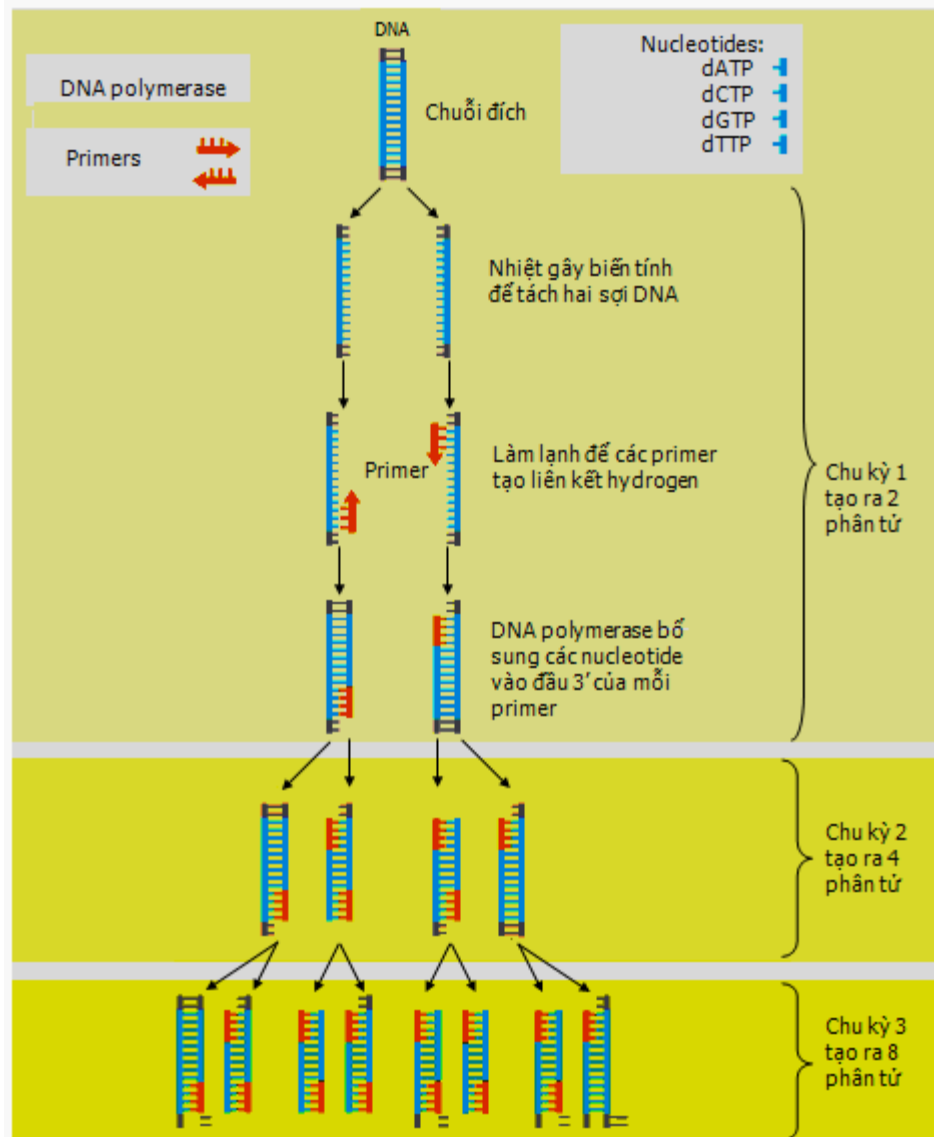 DNA
DNA polymerase
Primers
Nucleotides:
dATP
dCTP
dGTP
dTTP
Chuỗi đích
Nhiệt gây biến tính
để tách hai sợi DNA
Primer
Làm lạnh để các primer
tạo liên kết hydrogen
Chu kỳ 1
tạo ra 2
phân tử
DNA polymerase bổ
sung các nucleotide
vào đầu 3' của mỗi
primer
Chu kỳ 2
tạo ra 4
phân tử
Chu kỳ 3
tạo ra 8
phân tử